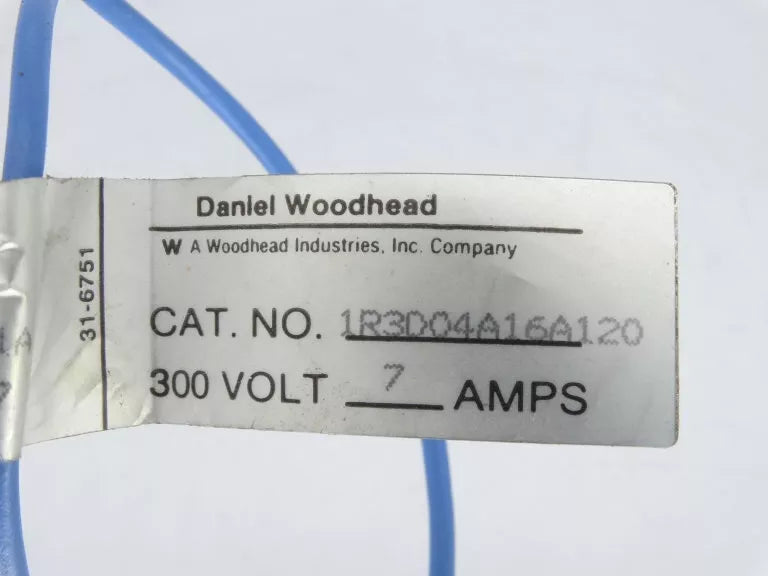 Daniel Woodhead
W A Woodhead Industries, Inc. Company
31-6751
CAT. NO. 1R3D04A16A120
300 VOLT 7 AMPS